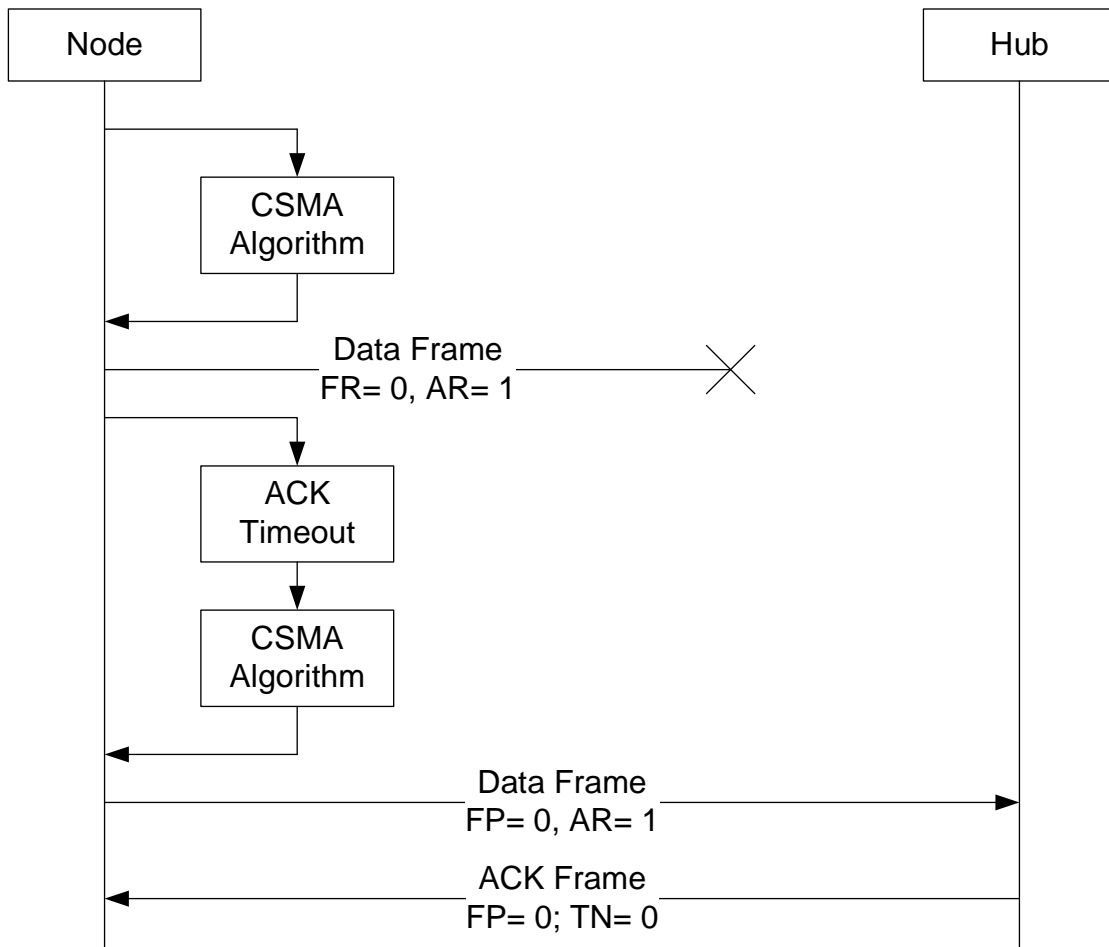 Node
Hub
CSMA
Algorithm
Data Frame
FR= 0, AR= 1
ACK
Timeout
CSMA
Algorithm
Data Frame
FP= 0, AR= 1
ACK Frame
FP= 0; TN= 0